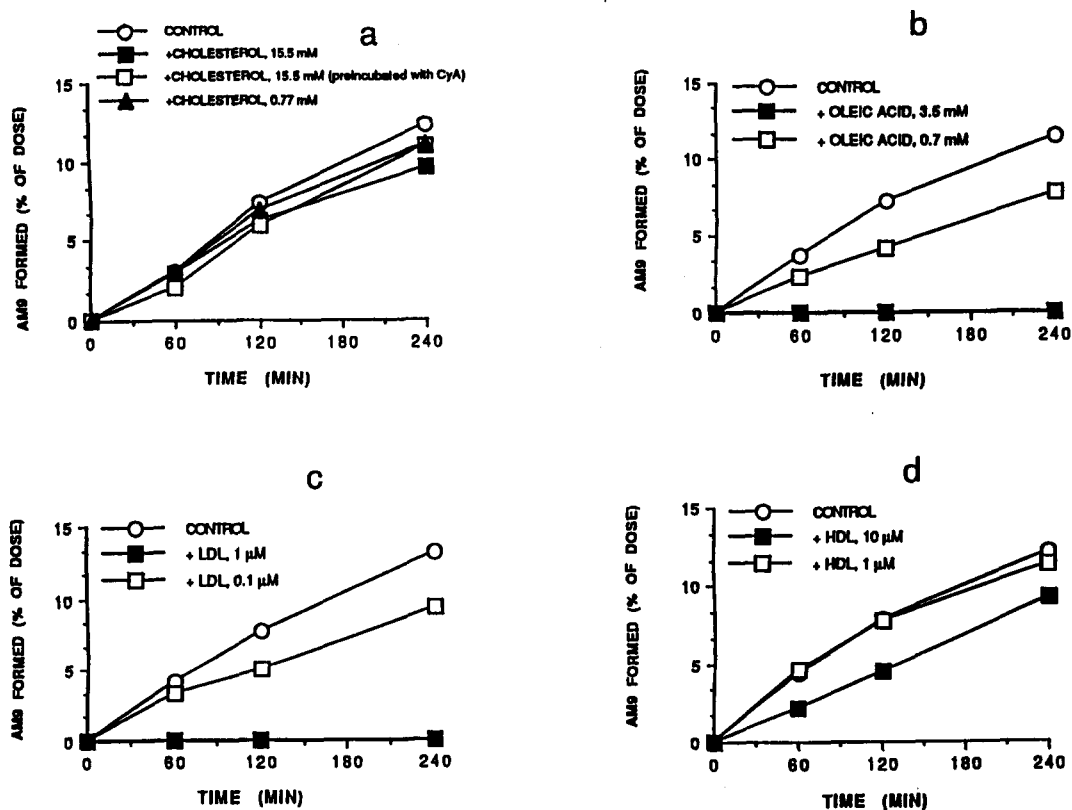 a
CONTROL
+CHOLESTEROL, 15.5 mM
+CHOLESTEROL, 15.5 mM (preincubated with CyA)
+CHOLESTEROL, 0.77 mM
AM9 FORMED (% OF DOSE)
15
10
5
0
0 60 120 180 240
TIME (MIN)
b
CONTROL
+ OLEIC ACID, 3.5 mM
+ OLEIC ACID, 0.7 mM
AM9 FORMED (% OF DOSE)
15
10
5
0
0 60 120 180 240
TIME (MIN)
c
CONTROL
+ LDL, 1 µM
+ LDL, 0.1 µM
AM9 FORMED (% OF DOSE)
15
10
5
0
0 60 120 180 240
TIME (MIN)
d
CONTROL
+ HDL, 10 µM
+ HDL, 1 µM
AM9 FORMED (% OF DOSE)
15
10
5
0
0 60 120 180 240
TIME (MIN)